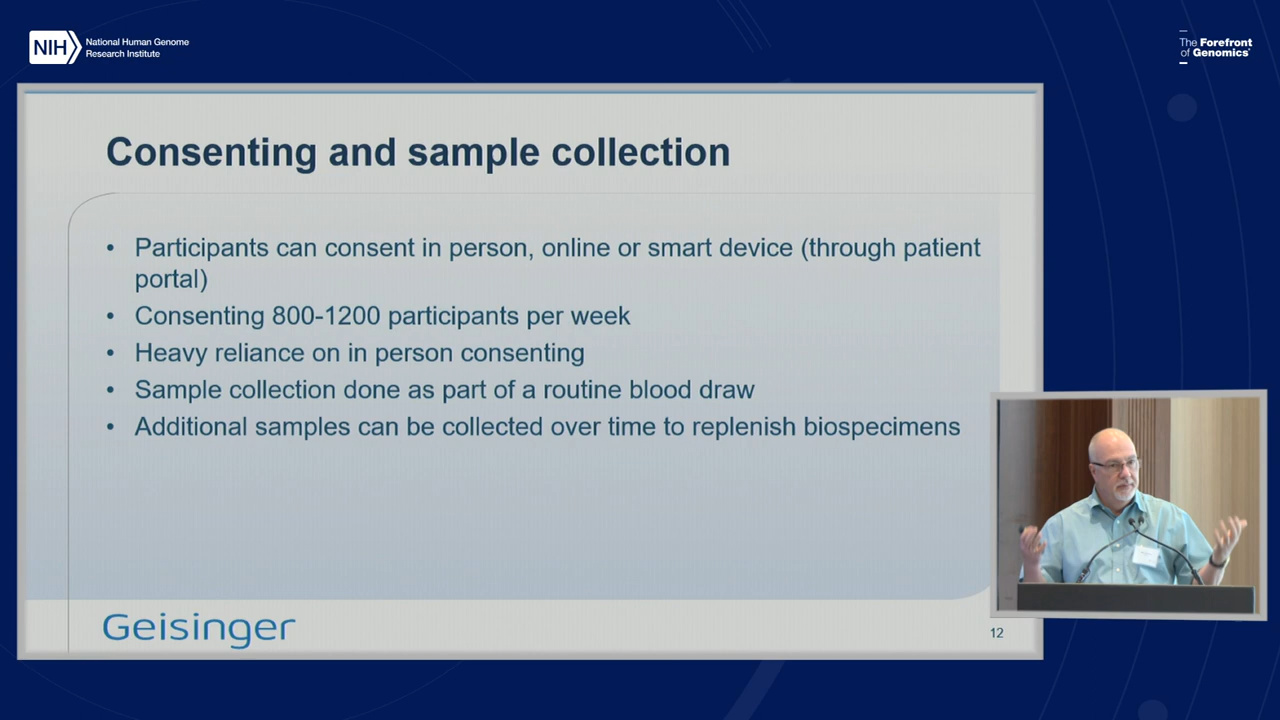 NIH
National Human Genome
Research Institute
The Forefront
of Genomics®
Consenting and sample collection
• Participants can consent in person, online or smart device (through patient
portal)
• Consenting 800-1200 participants per week
• Heavy reliance on in person consenting
• Sample collection done as part of a routine blood draw
• Additional samples can be collected over time to replenish biospecimens
Geisinger
12